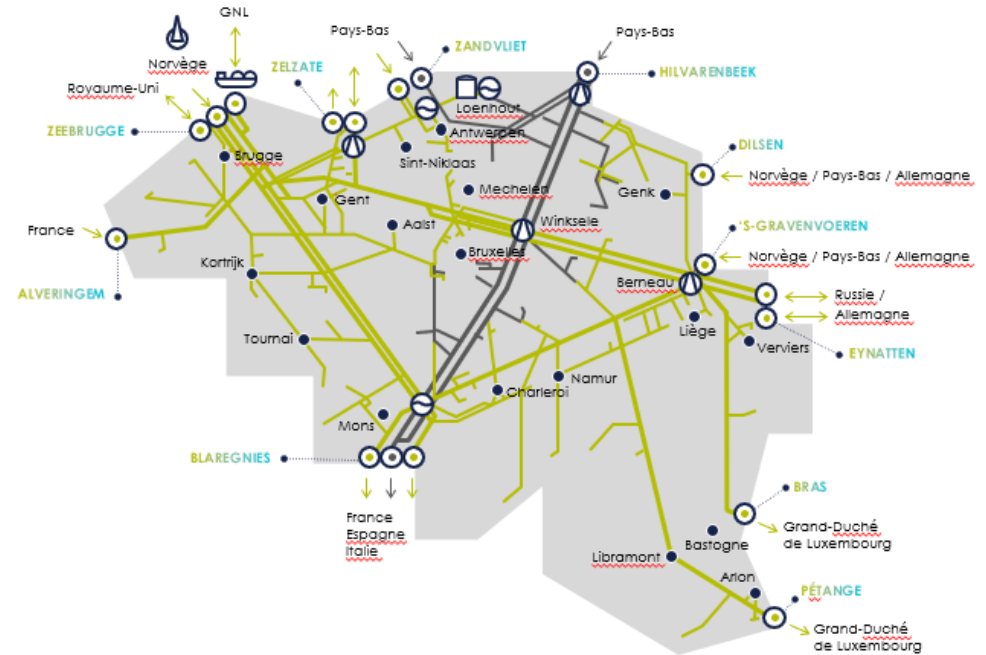 GNL
Pays-Bas
Pays-Bas
ZANDVLIET
Norvège
ZELZATE
HILVARENBEEK
Royaume-Uni
Loenhout
ZEEBRUGGE
Antwerpen
Brugge
Sint-Niklaas
DILSEN
Norvège / Pays-Bas / Allemagne
Mechelen
Genk
Gent
Winksele
Aalst
'S-GRAVENVOEREN
France
Bruxelles
Norvège / Pays-Bas / Allemagne
Kortrijk
Berneau
ALVERINGEM
Russie /
Allemagne
Liège
Tournai
Verviers
EYNATTEN
Namur
Charleroi
Mons
BLAREGNIES
BRAS
France
Espagne
Italie
Grand-Duché
de Luxembourg
Bastogne
Libramont
Arlon
PÉTANGE
Grand-Duché
de Luxembourg